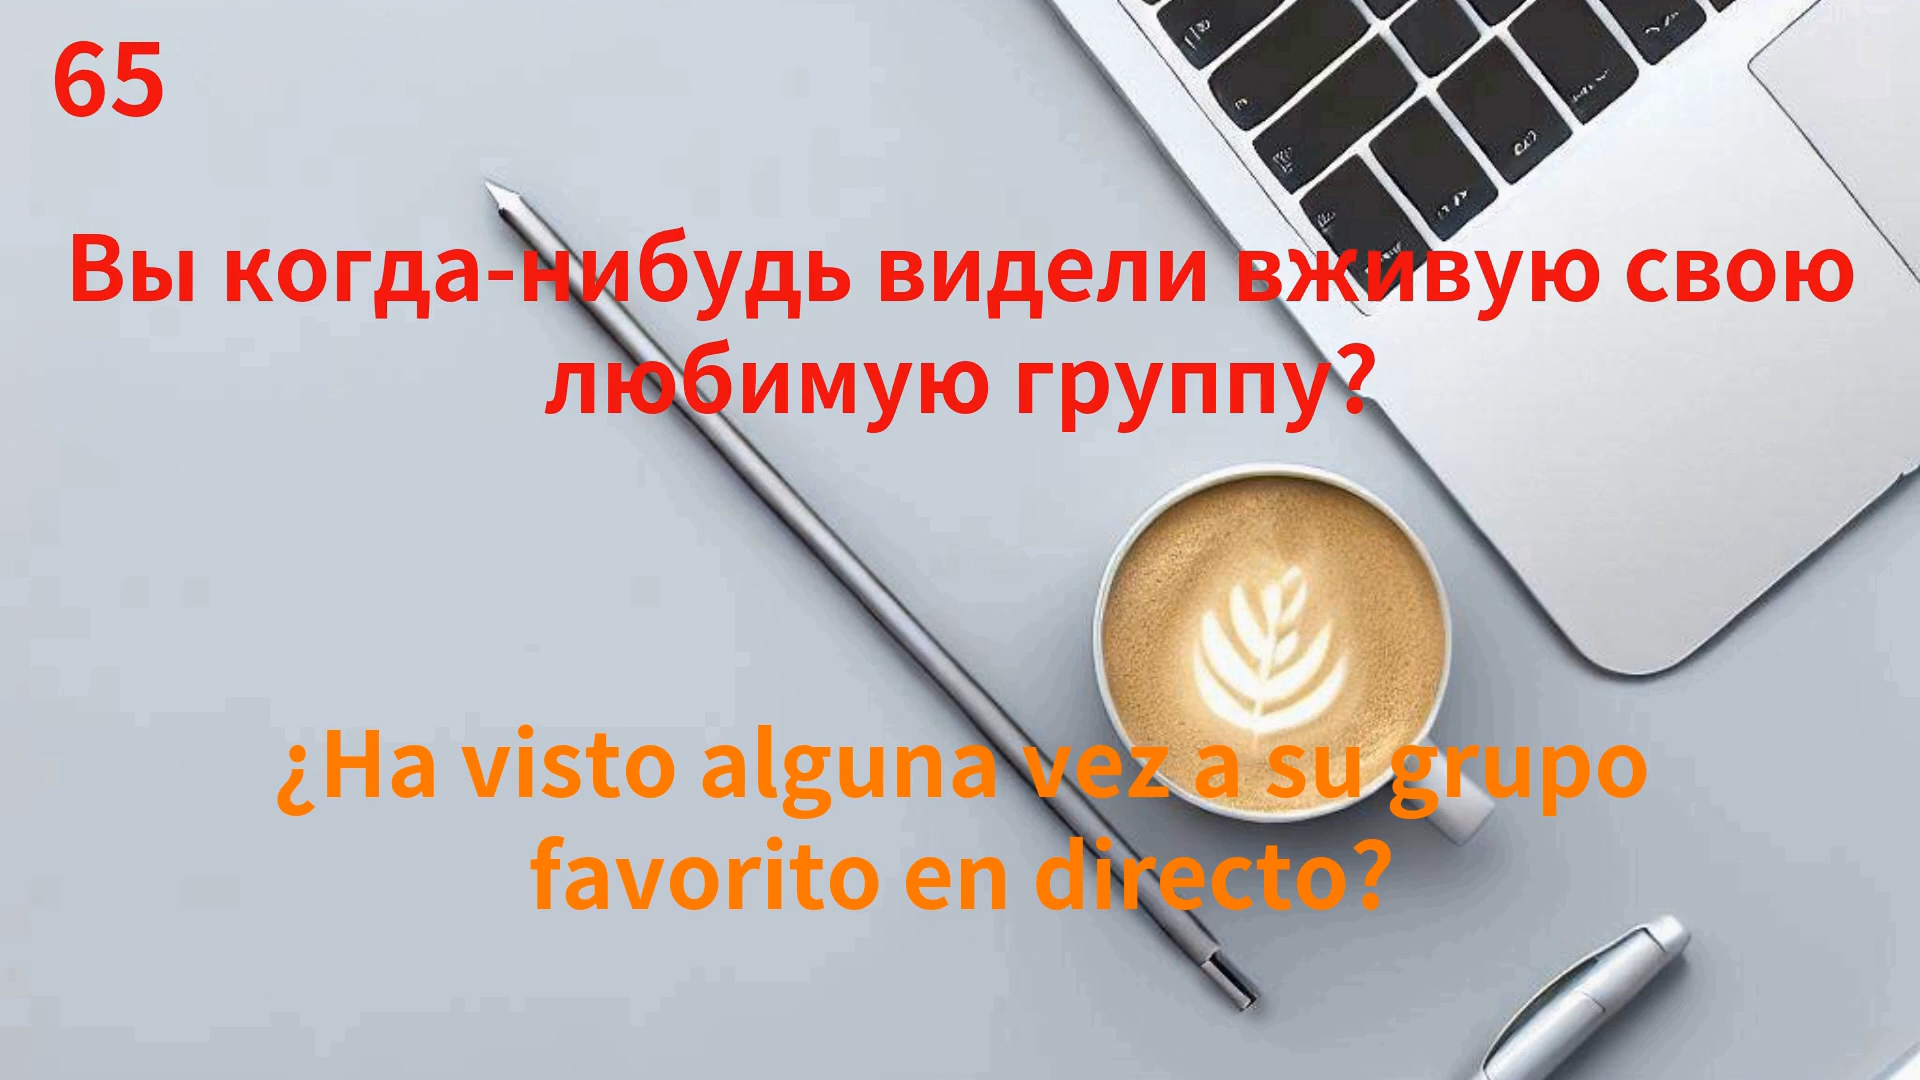 65
Вы когда-нибудь видели вживую свою
любимую группу?
¿Ha visto alguna vez a su grupo
favorito en directo?